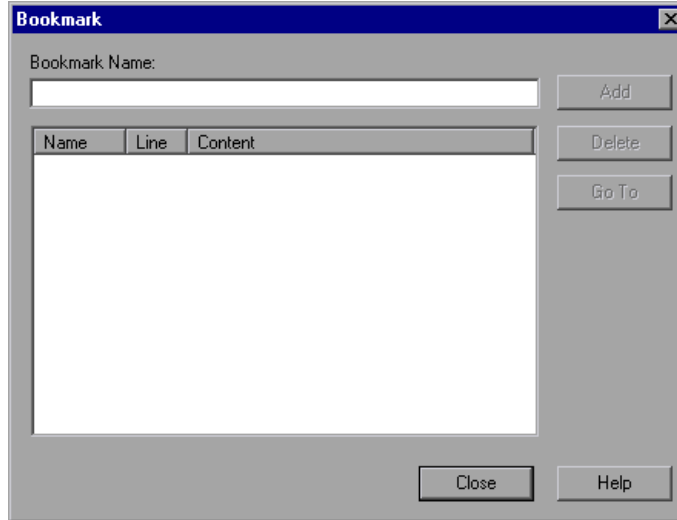 Bookmark
Bookmark Name:
Add
Name Line Content
Delete
Go To
Close Help